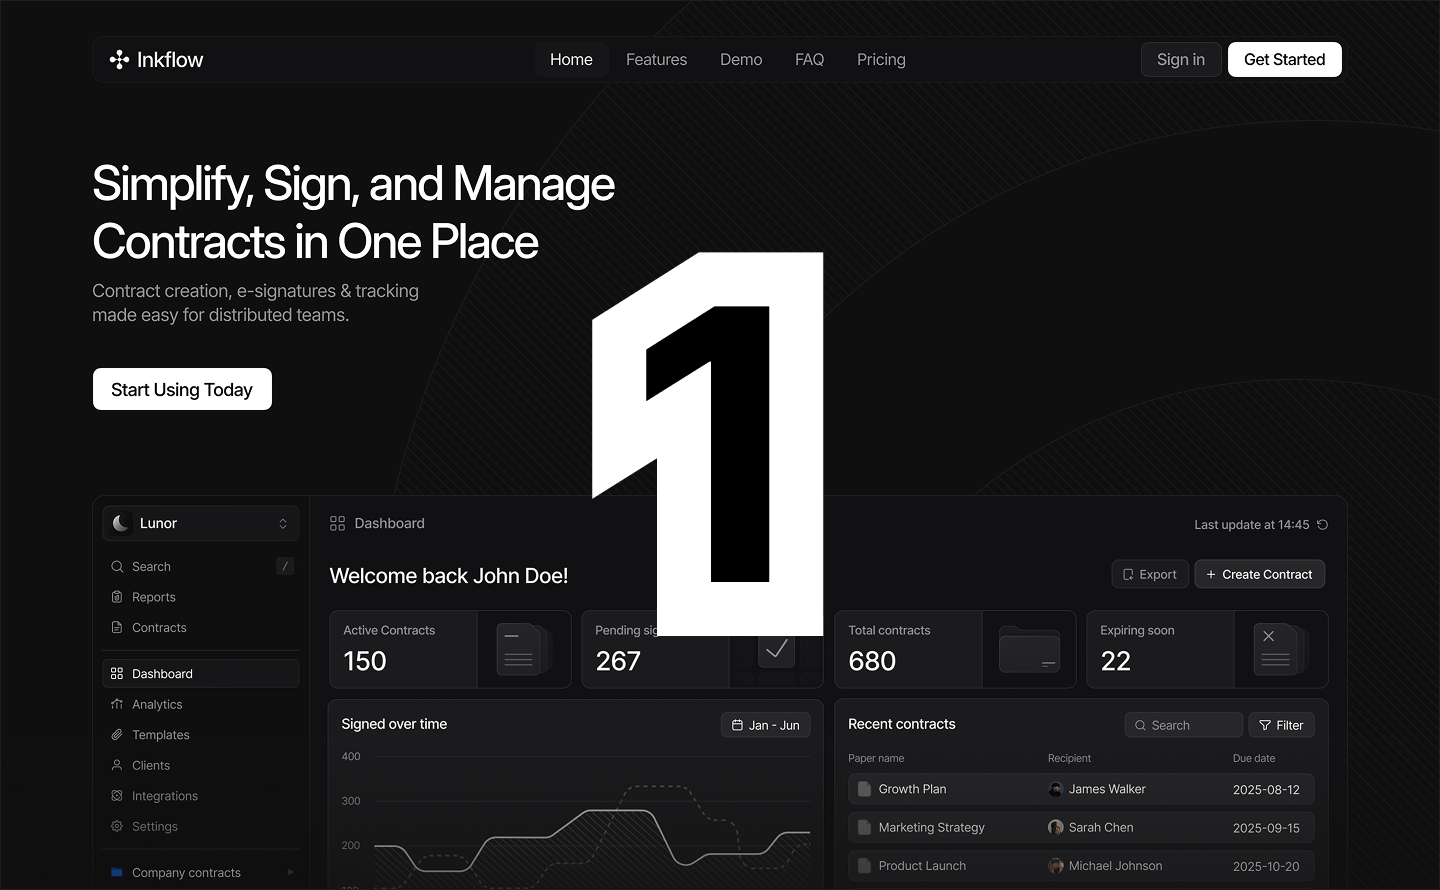 Inkflow
Home
Features
Demo
FAQ
Pricing
Sign in
Get Started
Simplify, Sign, and Manage
Contracts in One Place
Contract creation, e-signatures & tracking
made easy for distributed teams.
Start Using Today
1
Lunor
Search
/
Reports
Contracts
Dashboard
Analytics
Templates
Clients
Integrations
Settings
Company contracts
Dashboard
Last update at 14:45
Welcome back John Doe!
Export
+ Create Contract
Active Contracts
150
Pending
267
Total contracts
680
Expiring soon
22
Signed over time
Jan - Jun
400
300
200
Recent contracts
Search
Filter
Paper name
Recipient
Due date
Growth Plan
James Walker
2025-08-12
Marketing Strategy
Sarah Chen
2025-09-15
Product Launch
Michael Johnson
2025-10-20